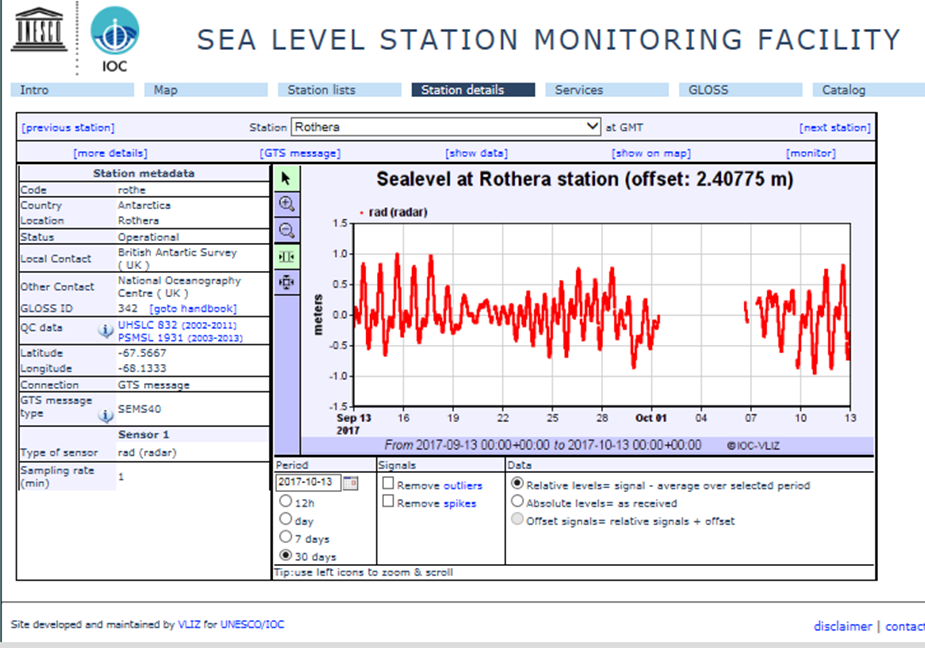 UNESCO
IOC
SEA LEVEL STATION MONITORING FACILITY
Intro Map Station lists Station details Services GLOSS Catalog
[previous station] Station Rothera at GMT [next station]
[more details] [GTS message] [show data] [show on map] [monitor]
Station metadata
Code rothe
Country Antarctica
Location Rothera
Status Operational
Local Contact British Antartic Survey
( UK )
Other Contact National Oceanography
Centre ( UK )
GLOSS ID 342 [goto handbook]
QC data UHSLC 832 (2002-2011)
PSMSL 1931 (2003-2013)
Latitude -67.5667
Longitude -68.1333
Connection GTS message
GTS message
type SEMS40
Sensor 1
Type of sensor rad (radar)
Sampling rate
(min) 1
Sealevel at Rothera station (offset: 2.40775 m)
rad (radar)
meters
1.5
1.0
0.5
0.0
-0.5
-1.0
-1.5
Sep 13 16 19 22 25 28 Oct 01 04 07 10 13
2017
From 2017-09-13 00:00+00:00 to 2017-10-13 00:00+00:00 ©IOC-VLIZ
Period Signals Data
2017-10-13 Remove outliers Relative levels= signal - average over selected period
12h Remove spikes Absolute levels= as received
day Offset signals= relative signals + offset
7 days
30 days
Tip:use left icons to zoom & scroll
Site developed and maintained by VLIZ for UNESCO/IOC
disclaimer | contact